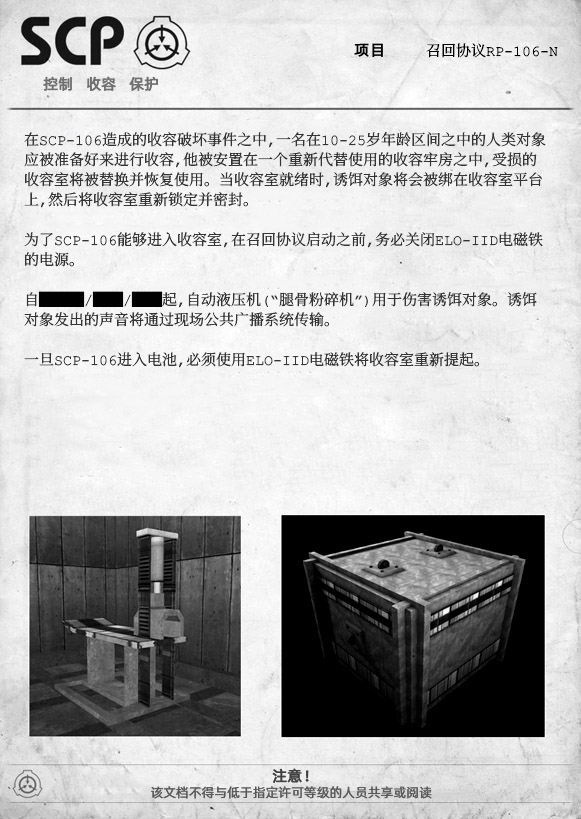 SCP
控制 收容 保护
项目 召回协议RP-106-N
在SCP-106造成的收容破坏事件之中,一名在10-25岁年龄区间之中的人类对象
应被准备好来进行收容,他被安置在一个重新代替使用的收容牢房之中,受损的
收容室将被替换并恢复使用。当收容室就绪时,诱饵对象将会被绑在收容室平台
上,然后将收容室重新锁定并密封。
为了SCP-106能够进入收容室,在召回协议启动之前,务必关闭ELO-IID电磁铁
的电源。
自 / / 起,自动液压机(“腿骨粉碎机”)用于伤害诱饵对象。诱饵
对象发出的声音将通过现场公共广播系统传输。
一旦SCP-106进入电池,必须使用ELO-IID电磁铁将收容室重新提起。
注意!
该文档不得与低于指定许可等级的人员共享或阅读